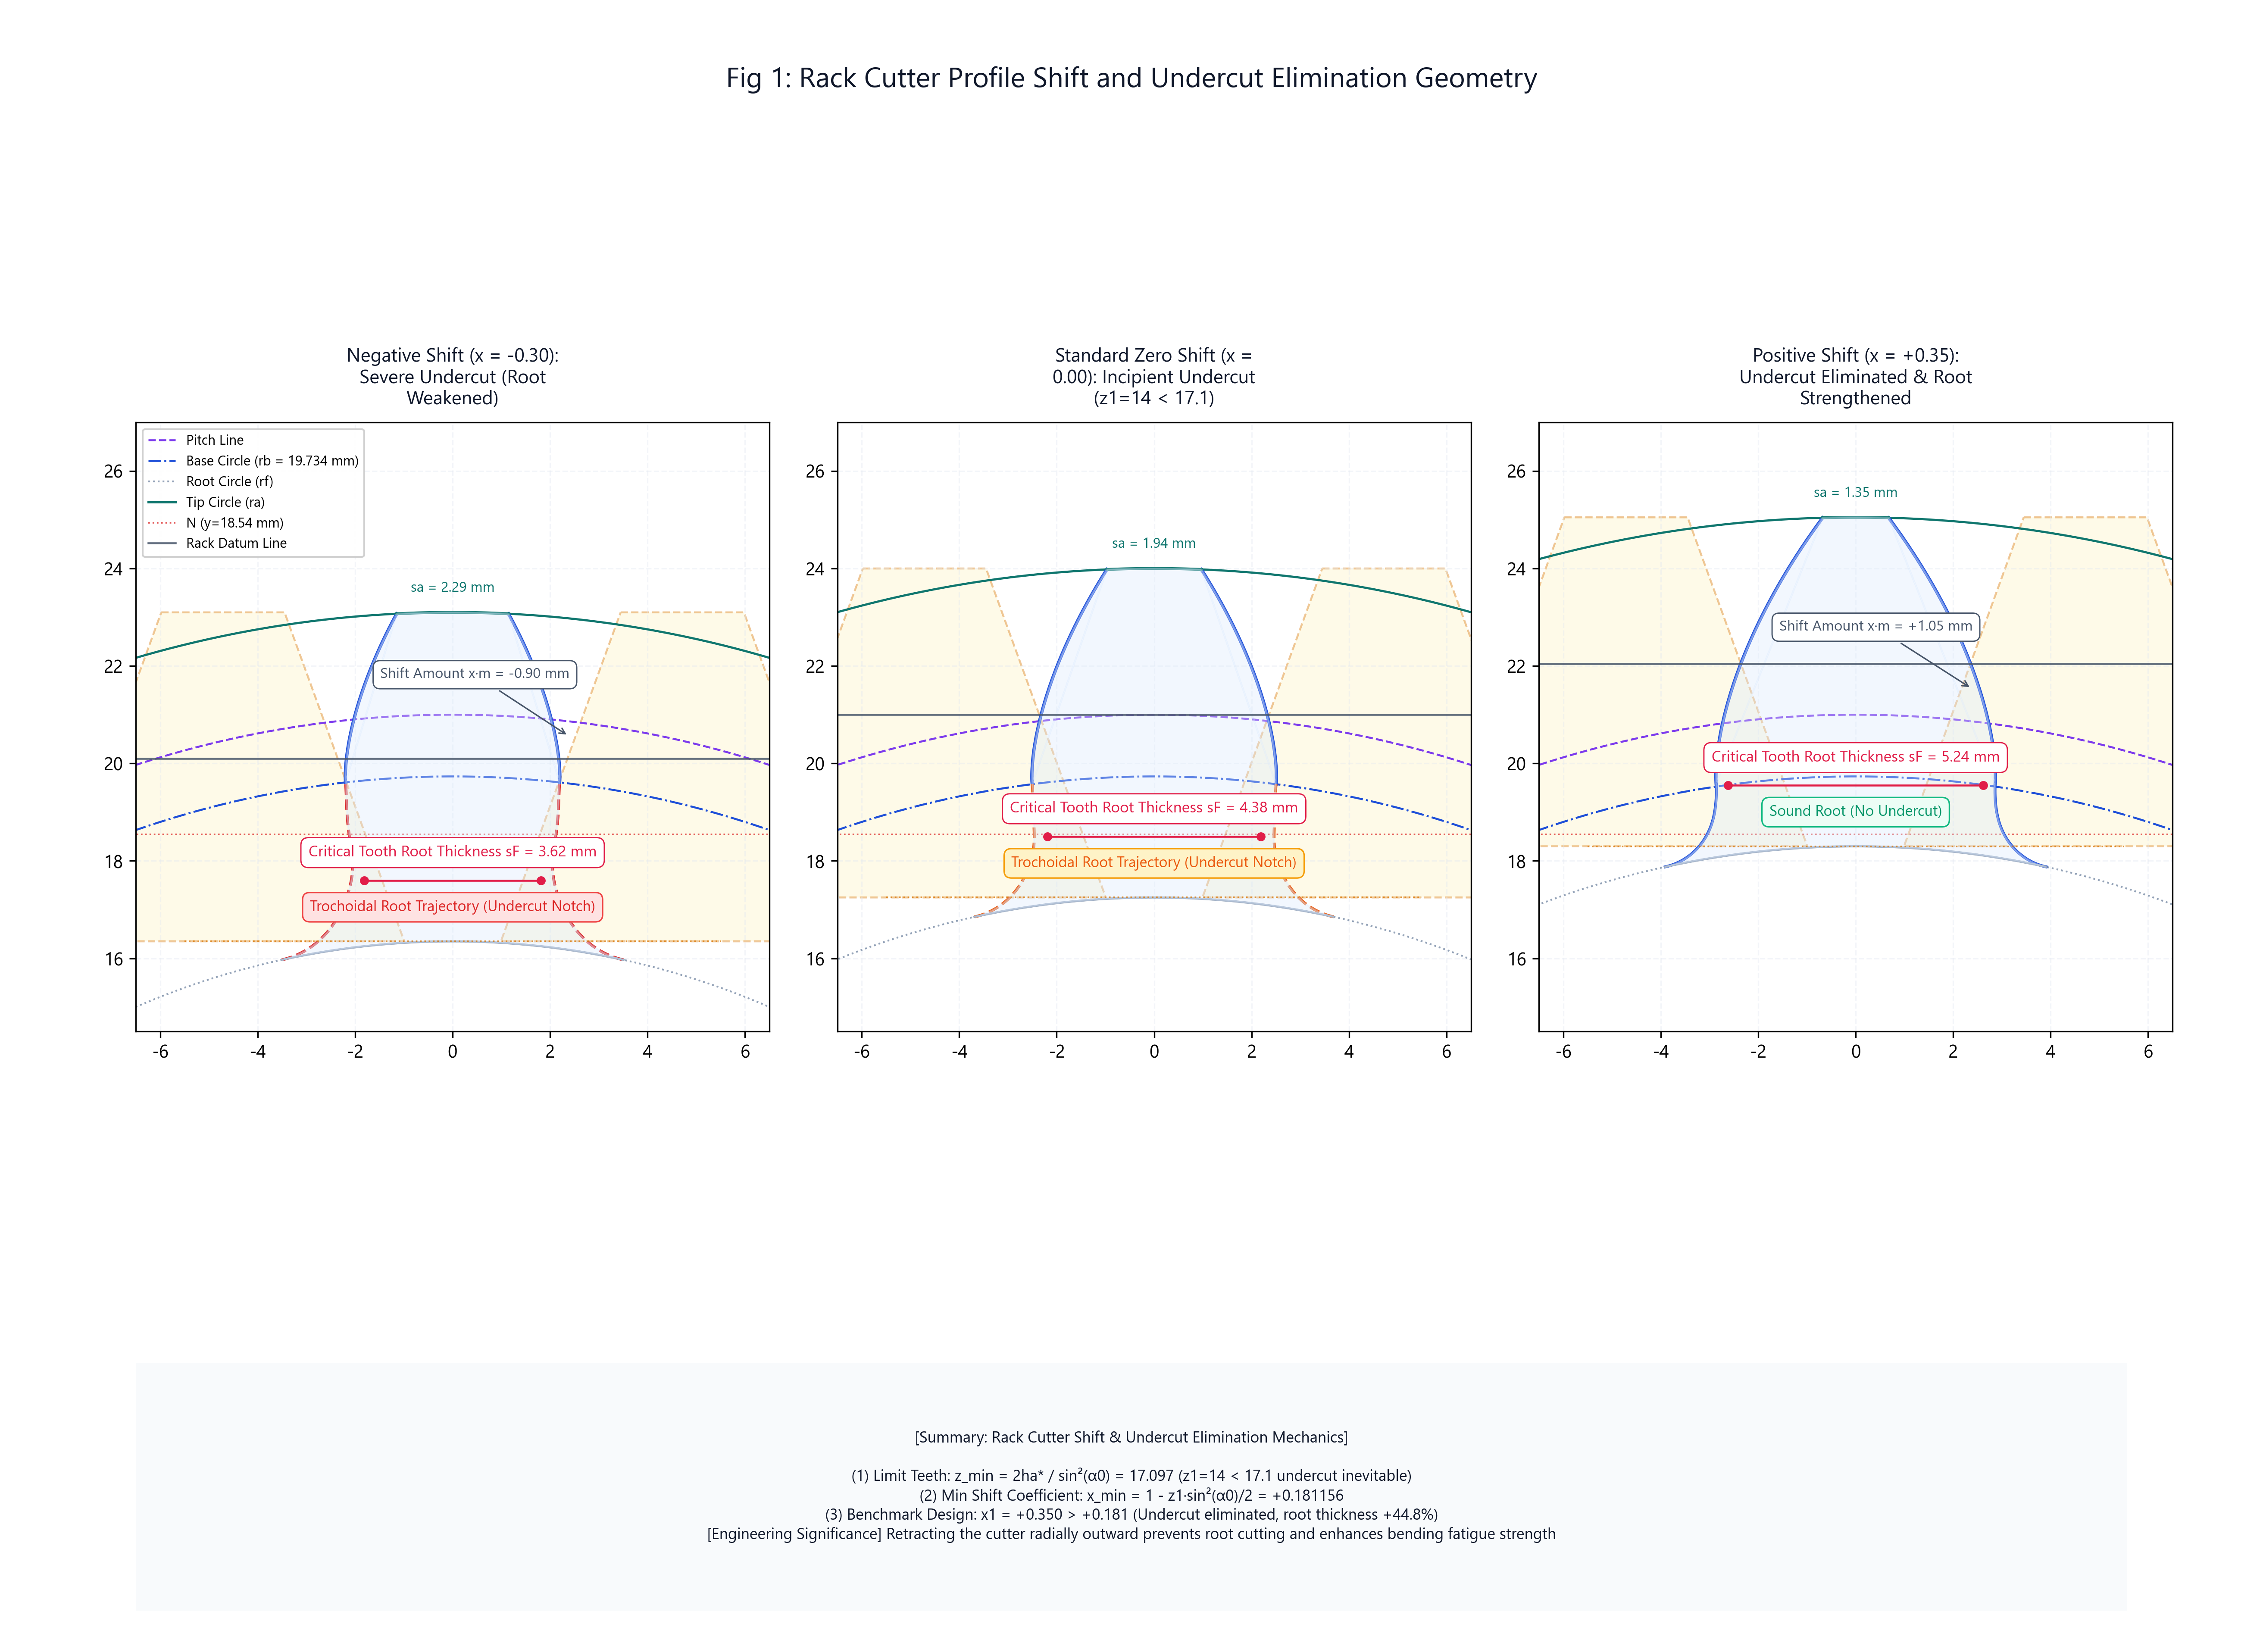 Fig 1: Rack Cutter Profile Shift and Undercut Elimination Geometry
Negative Shift (x = -0.30):
Severe Undercut (Root
Weakened)
26
24
22
20
18
16
-6
-4
-2
0
2
4
6
Pitch Line
Base Circle (rb = 19.734 mm)
Root Circle (rf)
Tip Circle (ra)
N (y=18.54 mm)
Rack Datum Line
sa = 2.29 mm
Shift Amount x·m = -0.90 mm
Critical Tooth Root Thickness sF = 3.62 mm
Trochoidal Root Trajectory (Undercut Notch)
Standard Zero Shift (x =
0.00): Incipient Undercut
(z1=14 < 17.1)
26
24
22
20
18
16
-6
-4
-2
0
2
4
6
sa = 1.94 mm
Critical Tooth Root Thickness sF = 4.38 mm
Trochoidal Root Trajectory (Undercut Notch)
Positive Shift (x = +0.35):
Undercut Eliminated & Root
Strengthened
26
24
22
20
18
16
-6
-4
-2
0
2
4
6
sa = 1.35 mm
Shift Amount x·m = +1.05 mm
Critical Tooth Root Thickness sF = 5.24 mm
Sound Root (No Undercut)
[Summary: Rack Cutter Shift & Undercut Elimination Mechanics]
(1) Limit Teeth: z_min = 2ha* / sin²(α0) = 17.097 (z1=14 < 17.1 undercut inevitable)
(2) Min Shift Coefficient: x_min = 1 - z1·sin²(α0)/2 = +0.181156
(3) Benchmark Design: x1 = +0.350 > +0.181 (Undercut eliminated, root thickness +44.8%)
[Engineering Significance] Retracting the cutter radially outward prevents root cutting and enhances bending fatigue strength